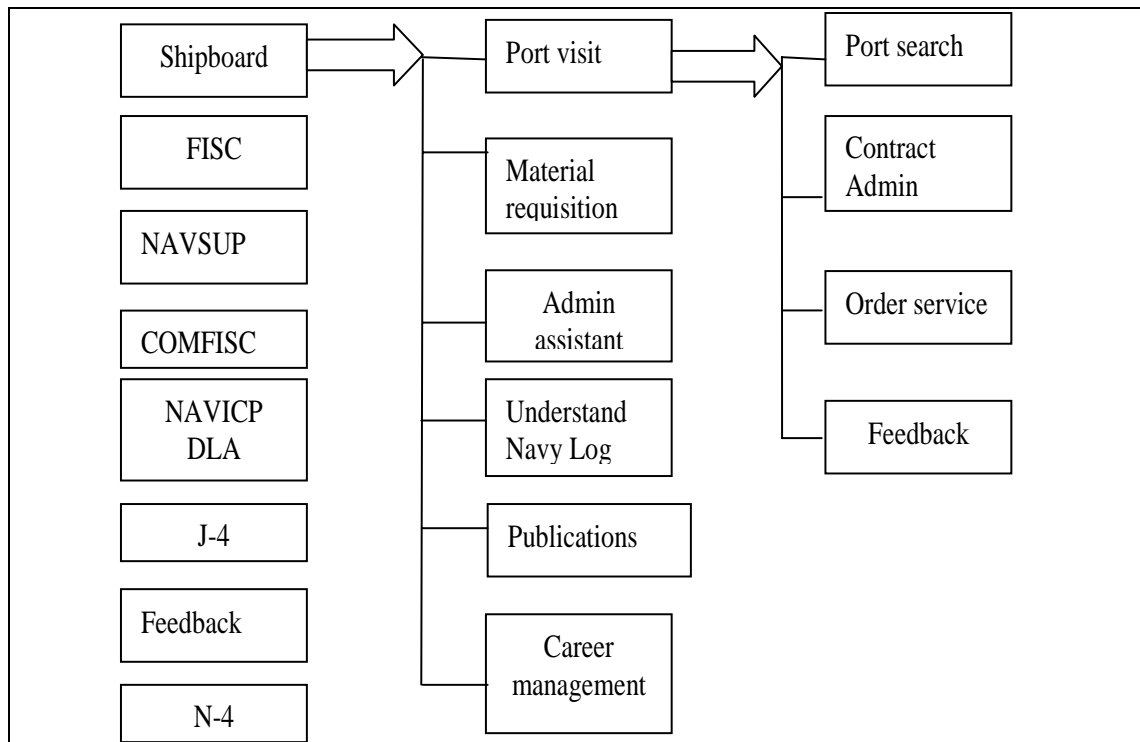 Shipboard
FISC
NAVSUP
COMFISC
NAVICP
DLA
J-4
Feedback
N-4
Port visit
Material
requisition
Admin
assistant
Understand
Navy Log
Publications
Career
management
Port search
Contract
Admin
Order service
Feedback